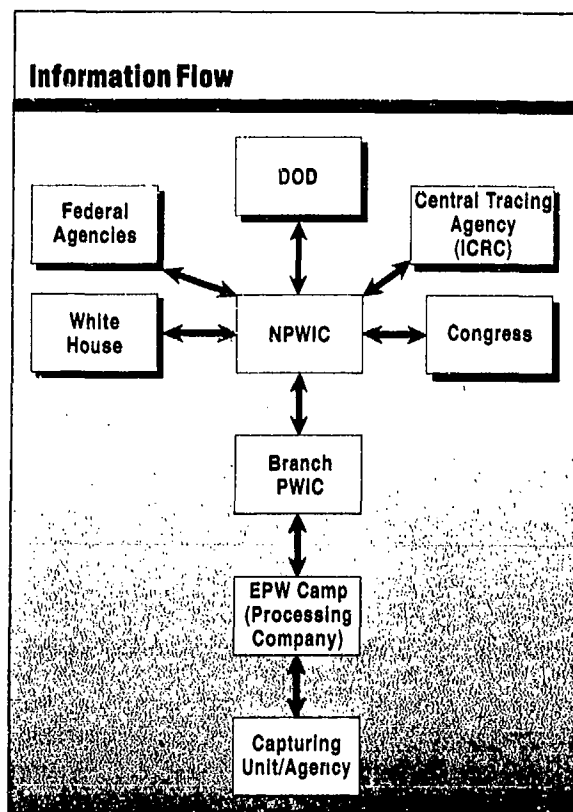 Information Flow
DOD
Federal
Agencies
Central Tracing
Agency
(ICRC)
White
House
NPWIC
Congress
Branch
PWIC
EPW Camp
(Processing
Company)
Capturing
Unit/Agency